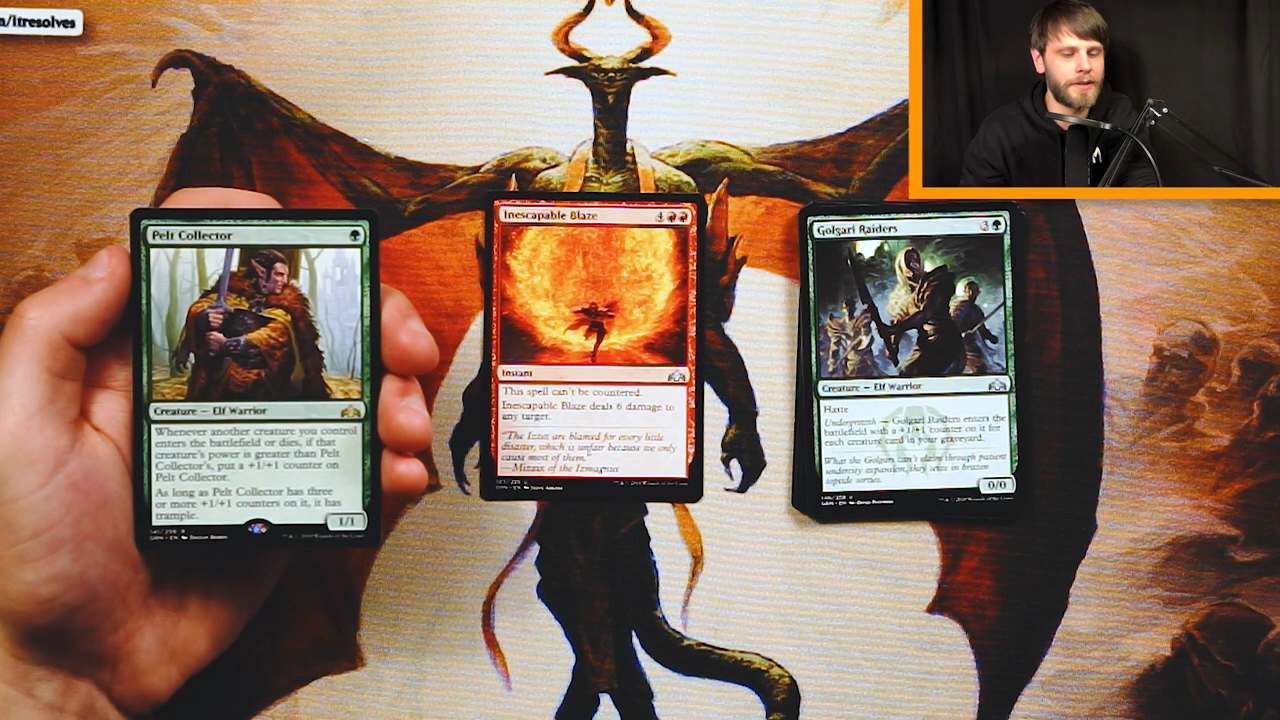 n/itresolves
Pelt Collector
Creature — Elf Warrior
Whenever another creature you control
enters the battlefield or dies, if that
creature's power is greater than Pelt
Collector's, put a +1/+1 counter on
Pelt Collector.
As long as Pelt Collector has three
or more +1/+1 counters on it, it has
trample.
1/1
Inescapable Blaze 4
Instant
This spell can't be countered.
Inescapable Blaze deals 6 damage to
any target.
"The Izzet are blamed for every little
disaster, which is unfair because we only
cause most of them."
—Mizzix of the Izmagnus
Golgari Raiders 3
Creature — Elf Warrior
Haste
Undergrowth — Golgari Raiders enters the
battlefield with a +1/+1 counter on it for
each creature card in your graveyard.
What the Golgari can't claim through patient
undercity expansion, they seize in brazen
topside sorties.
0/0